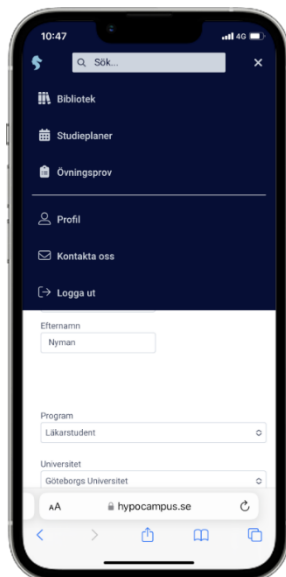 10:47
4G
Sök...
Bibliotek
Studieplaner
Övningsprov
Profil
Kontakta oss
Logga ut
Efternamn
Nyman
Program
Läkarstudent
Universitet
Göteborgs Universitet
AA hypocampus.se